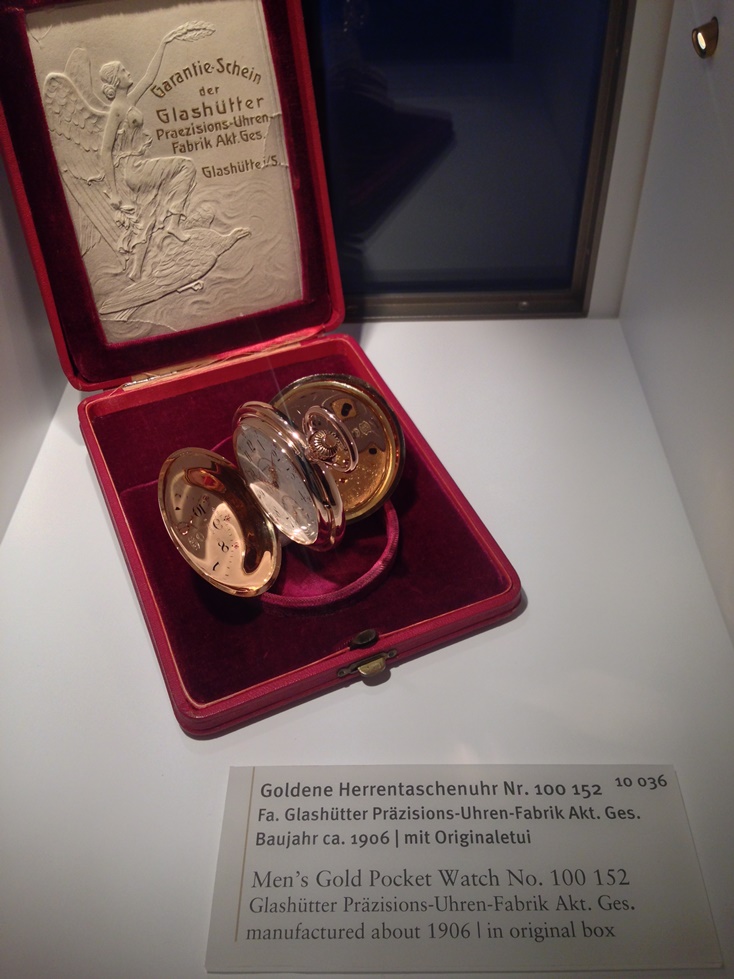 Garantie-Schein
der
Glashütter
Praezisions-Uhren-
Fabrik Akt. Ges.
Glashütte i/S.
Goldene Herrentaschenuhr Nr. 100 152 10 036
Fa. Glashütter Präzisions-Uhren-Fabrik Akt. Ges.
Baujahr ca. 1906 | mit Originaletui
Men's Gold Pocket Watch No. 100 152
Glashütter Präzisions-Uhren-Fabrik Akt. Ges.
manufactured about 1906 | in original box